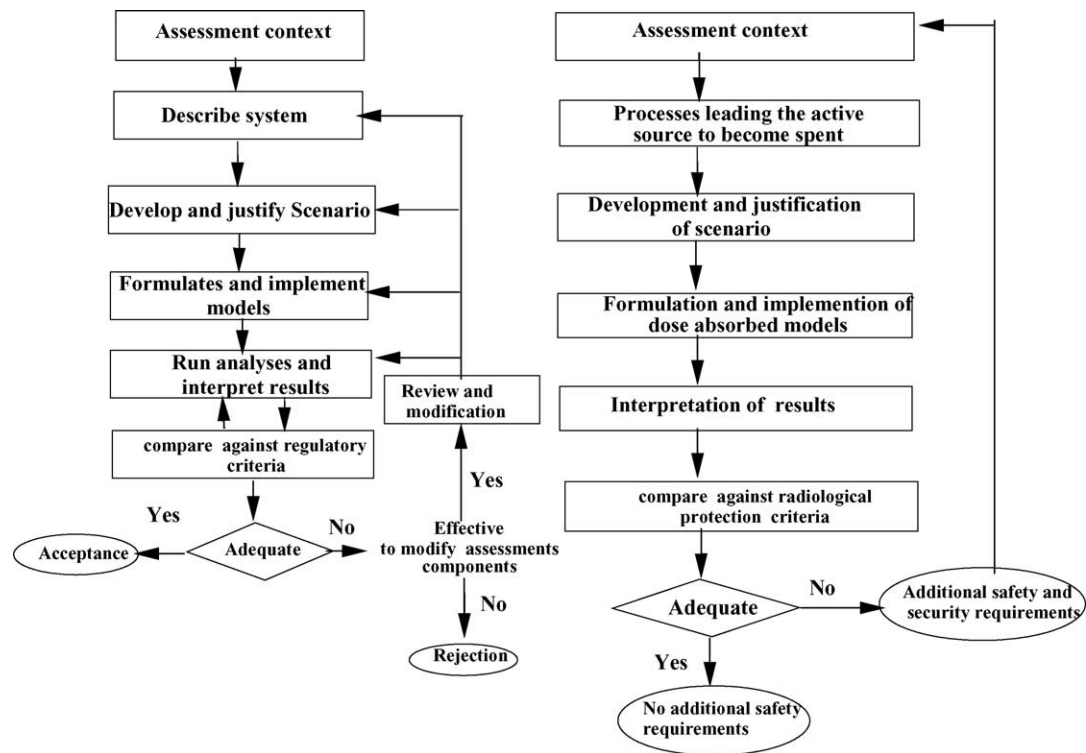 Assessment context
Describe system
Develop and justify Scenario
Formulates and implement
models
Run analyses and
interpret results
Review and
modification
compare against regulatory
criteria
Yes
Yes
No
Acceptance
Adequate
Effective
to modify assessments
components
No
Rejection
Assessment context
Processes leading the active
source to become spent
Development and justification
of scenario
Formulation and implemention of
dose absorbed models
Interpretation of results
compare against radiological
protection criteria
Adequate
No
Additional safety and
security requirements
Yes
No additional safety
requirements